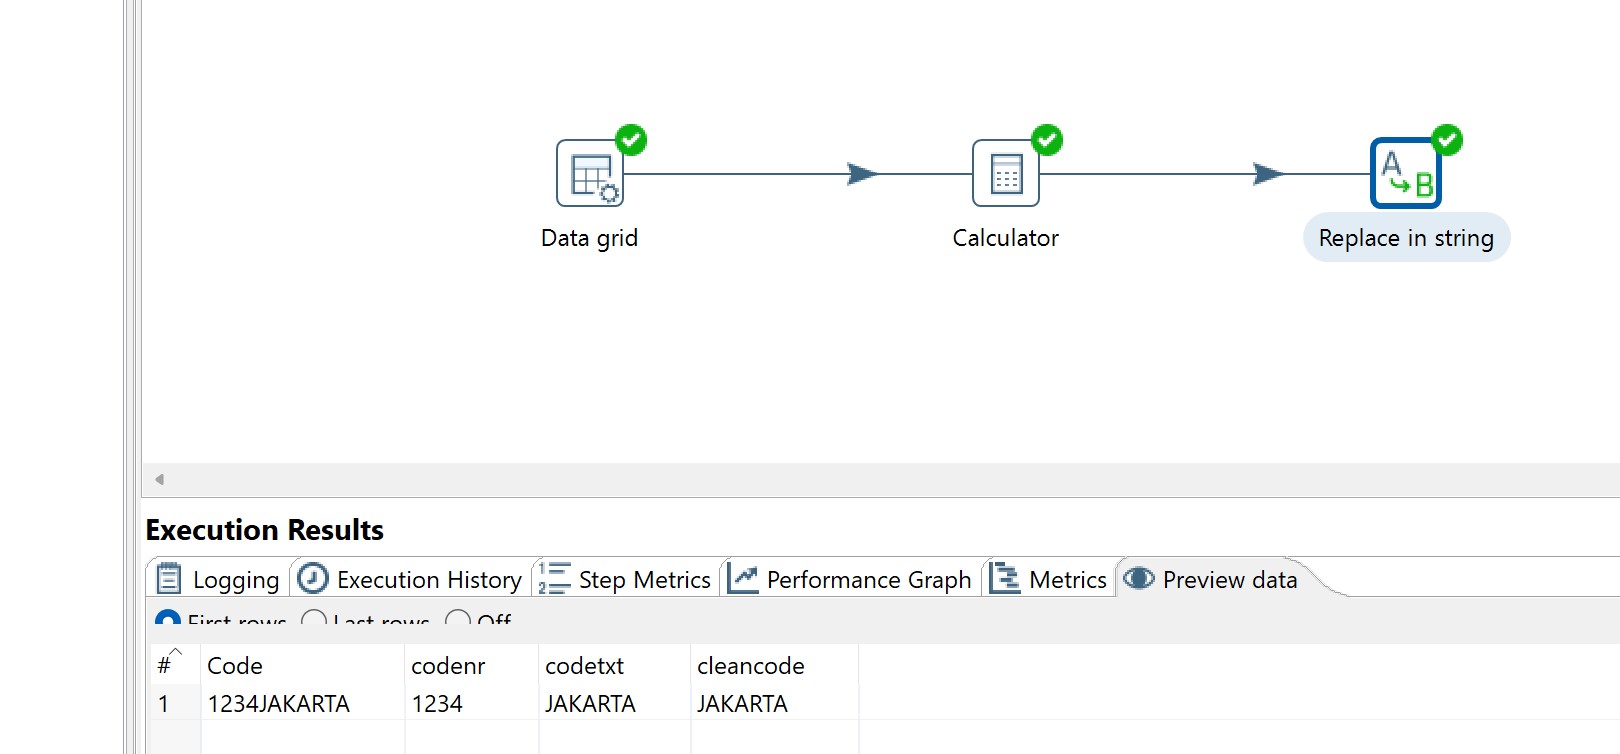 Data grid
Calculator
Replace in string
Execution Results
Logging Execution History Step Metrics Performance Graph Metrics Preview data
First rows Last rows Off
# Code codenr codetxt cleancode
1 1234JAKARTA 1234 JAKARTA JAKARTA